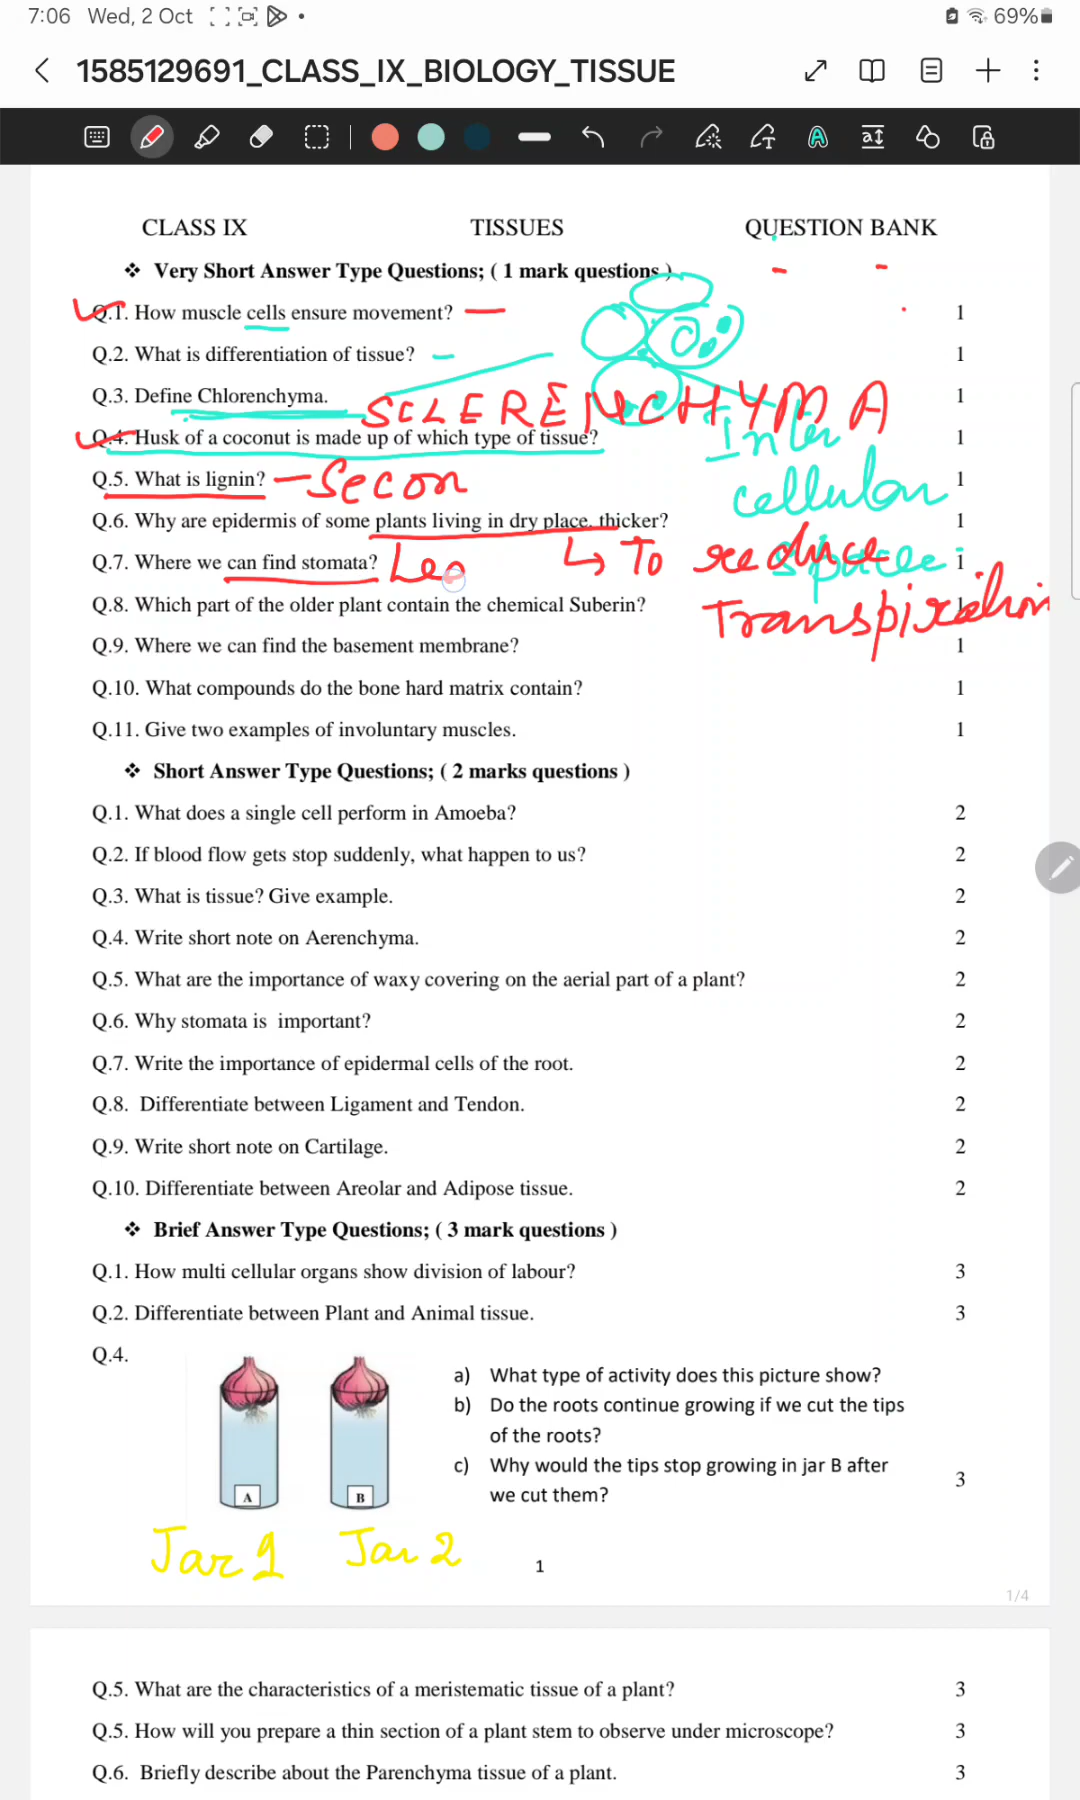 7:06 Wed, 2 Oct 69%
1585129691_CLASS_IX_BIOLOGY_TISSUE
CLASS IX TISSUES QUESTION BANK
❖ Very Short Answer Type Questions; ( 1 mark questions )
Q.1. How muscle cells ensure movement? 1
Q.2. What is differentiation of tissue? 1
Q.3. Define Chlorenchyma. 1
SCLERENCHYMA
Q.4. Husk of a coconut is made up of which type of tissue? 1
Inter
Q.5. What is lignin? 1
- Secon
cellular
Q.6. Why are epidermis of some plants living in dry place. thicker? 1
↳ To reduce
space
Q.7. Where we can find stomata? 1
Lea
Transpiration
Q.8. Which part of the older plant contain the chemical Suberin? 1
Q.9. Where we can find the basement membrane? 1
Q.10. What compounds do the bone hard matrix contain? 1
Q.11. Give two examples of involuntary muscles. 1
❖ Short Answer Type Questions; ( 2 marks questions )
Q.1. What does a single cell perform in Amoeba? 2
Q.2. If blood flow gets stop suddenly, what happen to us? 2
Q.3. What is tissue? Give example. 2
Q.4. Write short note on Aerenchyma. 2
Q.5. What are the importance of waxy covering on the aerial part of a plant? 2
Q.6. Why stomata is important? 2
Q.7. Write the importance of epidermal cells of the root. 2
Q.8. Differentiate between Ligament and Tendon. 2
Q.9. Write short note on Cartilage. 2
Q.10. Differentiate between Areolar and Adipose tissue. 2
❖ Brief Answer Type Questions; ( 3 mark questions )
Q.1. How multi cellular organs show division of labour? 3
Q.2. Differentiate between Plant and Animal tissue. 3
Q.4.
a) What type of activity does this picture show?
b) Do the roots continue growing if we cut the tips
of the roots?
c) Why would the tips stop growing in jar B after
we cut them? 3
A B
Jar 1 Jar 2
1
1/4
Q.5. What are the characteristics of a meristematic tissue of a plant? 3
Q.5. How will you prepare a thin section of a plant stem to observe under microscope? 3
Q.6. Briefly describe about the Parenchyma tissue of a plant. 3